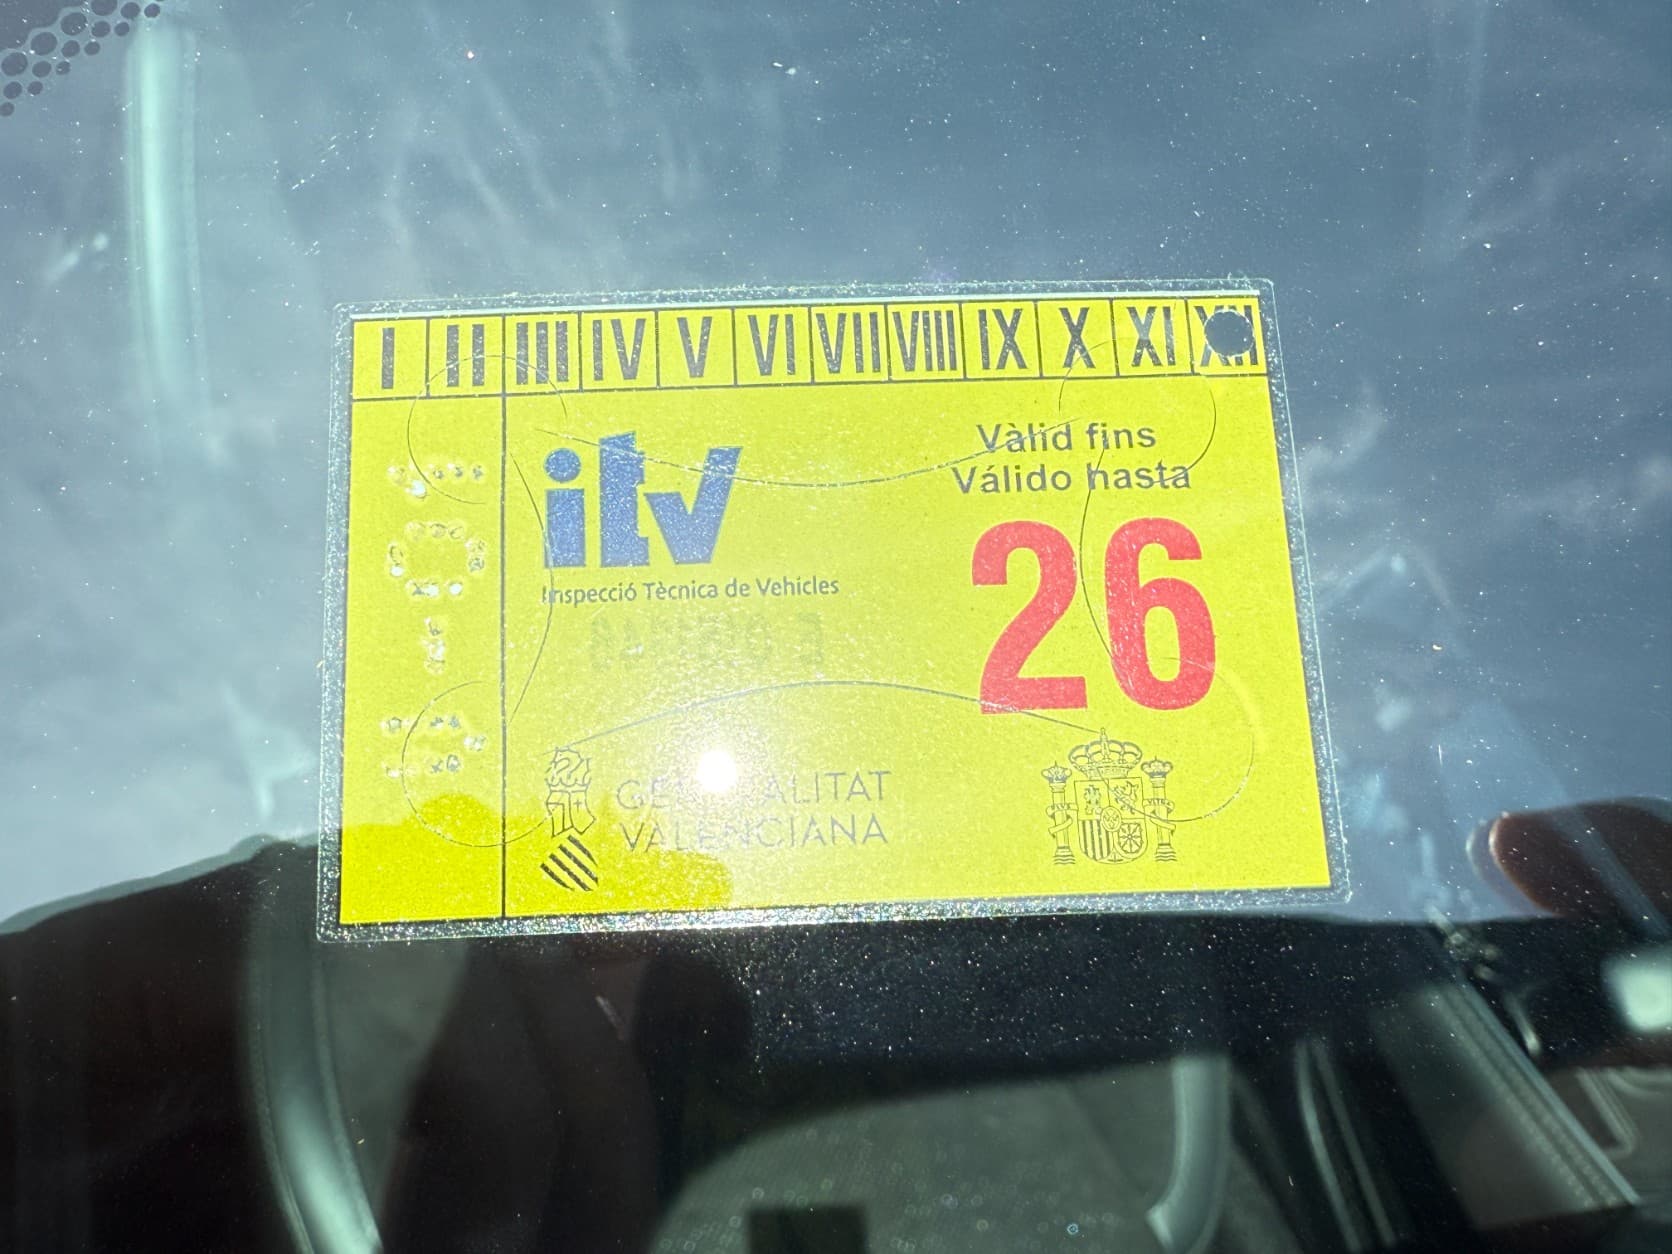 I II III IV V VI VII VIII IX X XI XII
itv
Inspecció Tècnica de Vehicles
Vàlid fins
Válido hasta
26
GENERALITAT
VALENCIANA